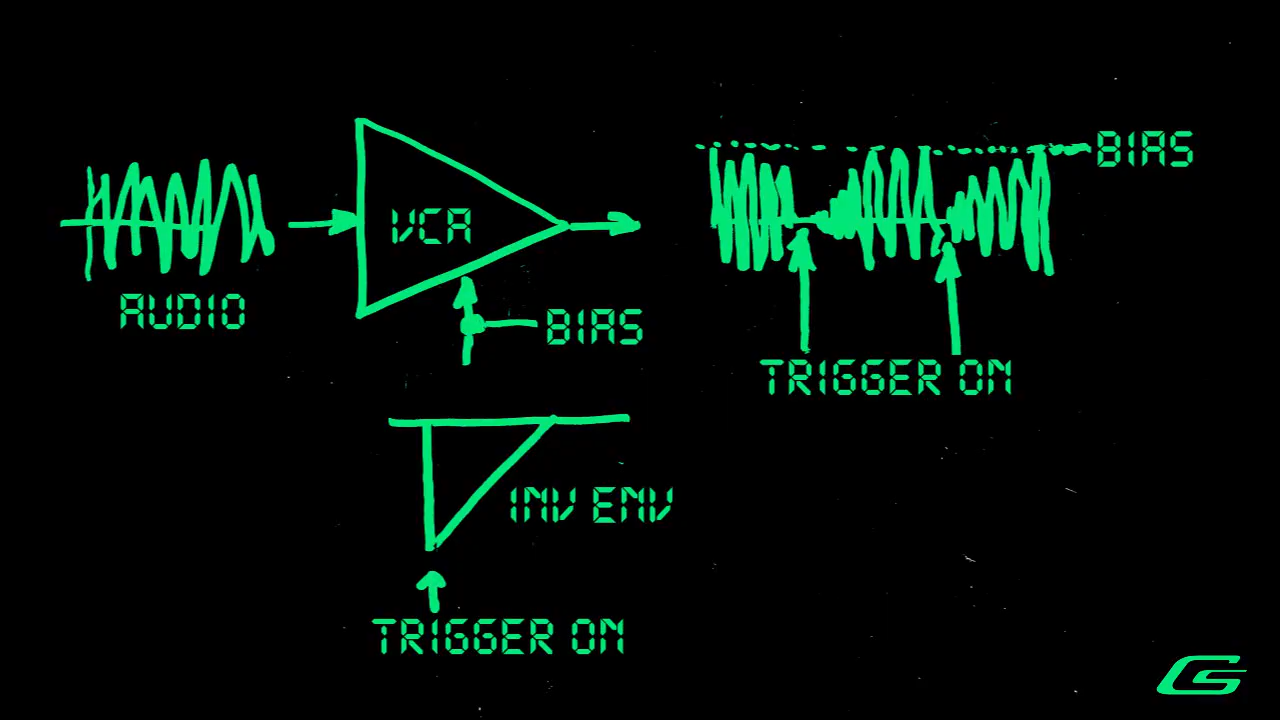 AUDIO
VCA
BIAS
INV ENV
TRIGGER ON
BIAS
TRIGGER ON